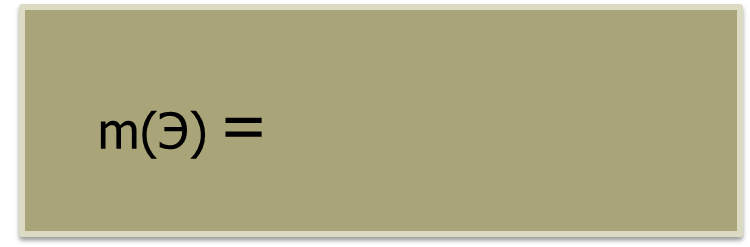 m(Э) =